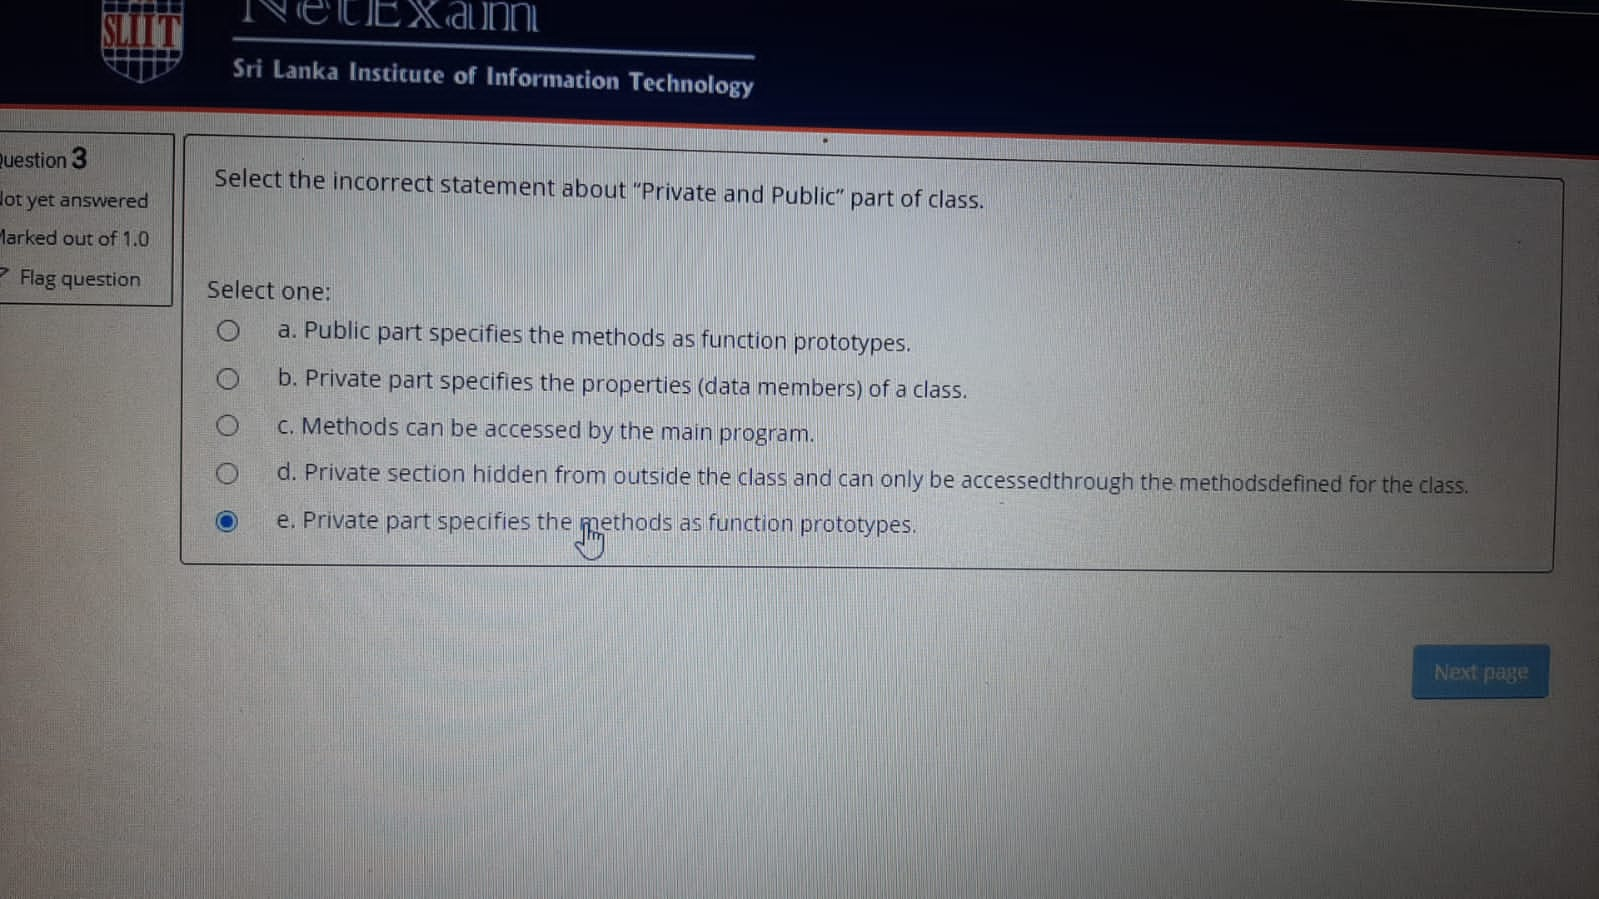 SLIIT
NetExam
Sri Lanka Institute of Information Technology
Question 3
Not yet answered
Marked out of 1.0
Flag question
Select the incorrect statement about “Private and Public” part of class.
Select one:
a. Public part specifies the methods as function prototypes.
b. Private part specifies the properties (data members) of a class.
c. Methods can be accessed by the main program.
d. Private section hidden from outside the class and can only be accessedthrough the methodsdefined for the class.
e. Private part specifies the methods as function prototypes.
Next page